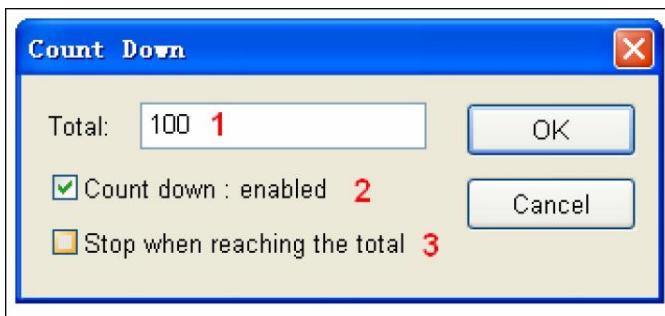 Count Down
Total: 100 1
OK
Count down : enabled 2
Cancel
Stop when reaching the total 3